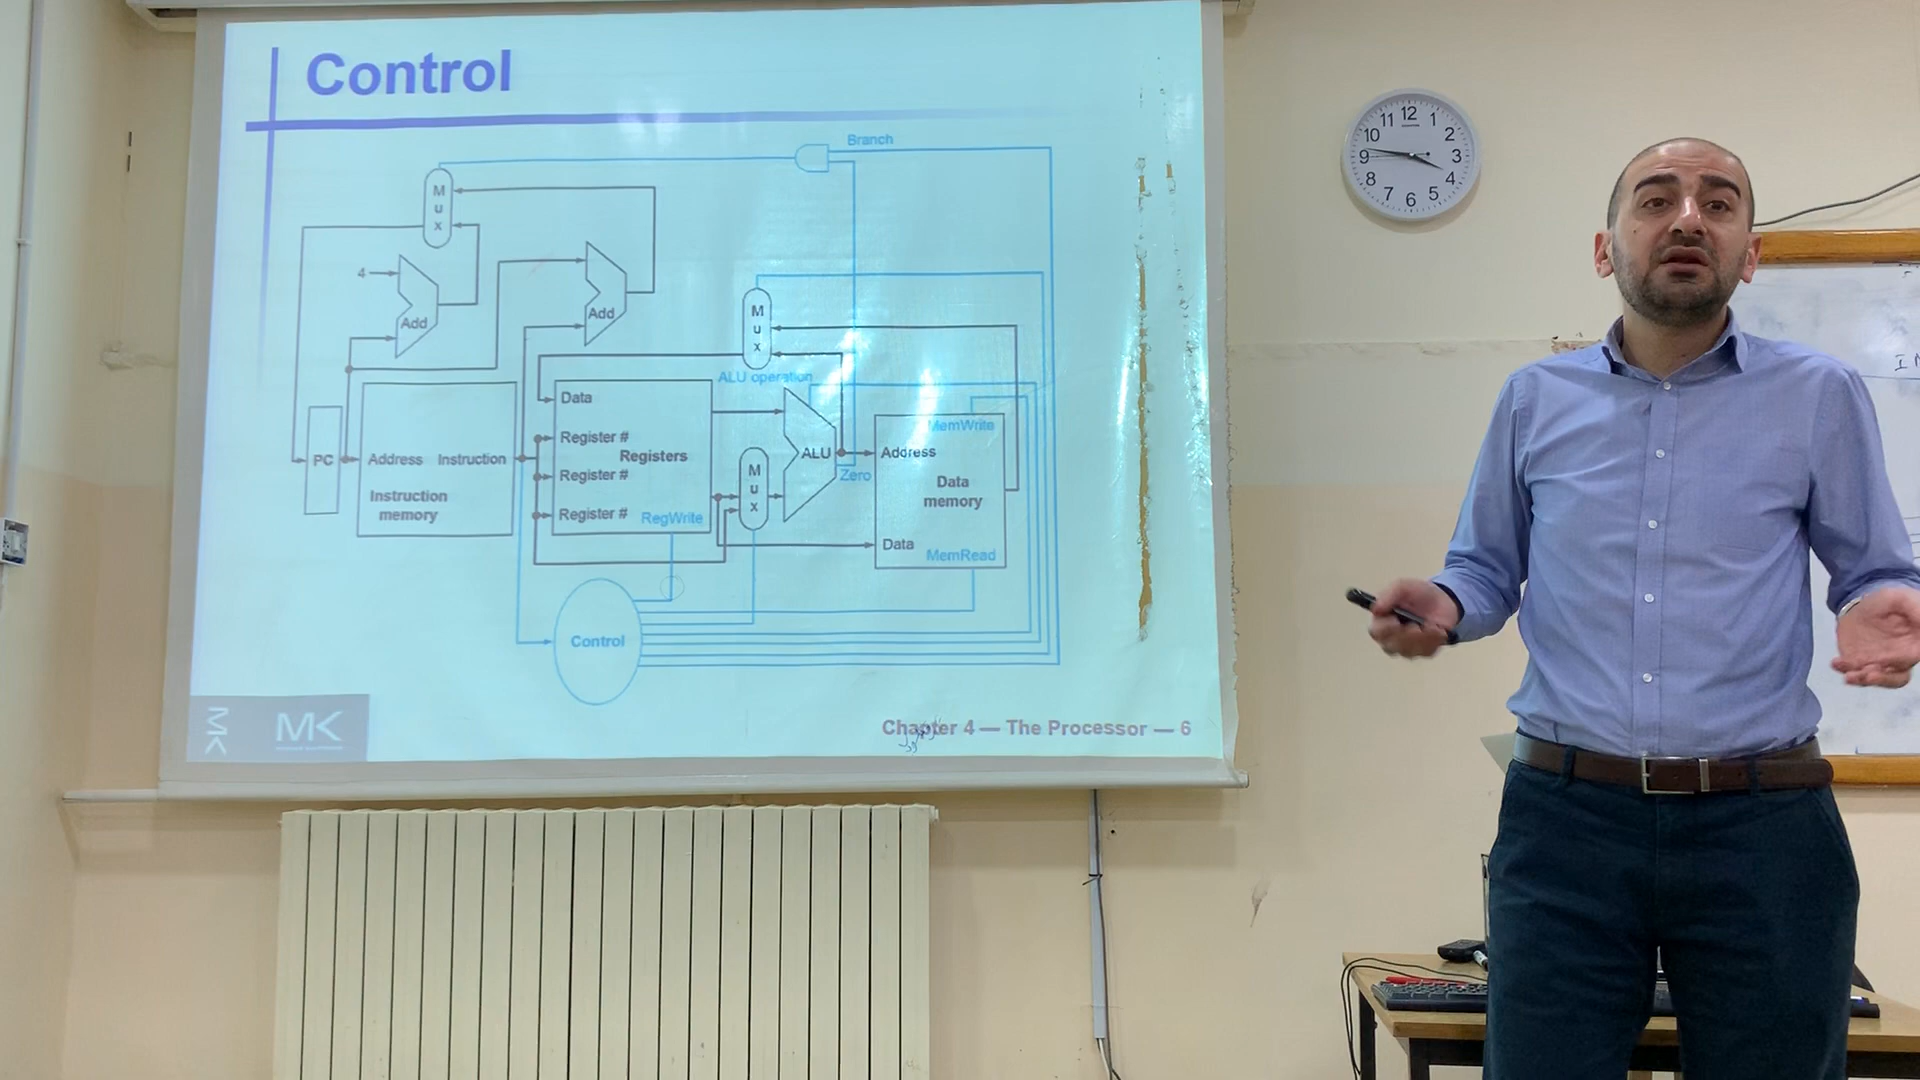 Control
Branch
M
u
x
4
Add
Add
M
u
x
ALU operation
Data
Register #
Registers
Register #
Register #
RegWrite
PC
Address
Instruction
Instruction
memory
M
u
x
ALU
Zero
MemWrite
Address
Data
memory
Data
MemRead
Control
MK
MK
Chapter 4 — The Processor — 6
12
1
2
3
4
5
6
7
8
9
10
11